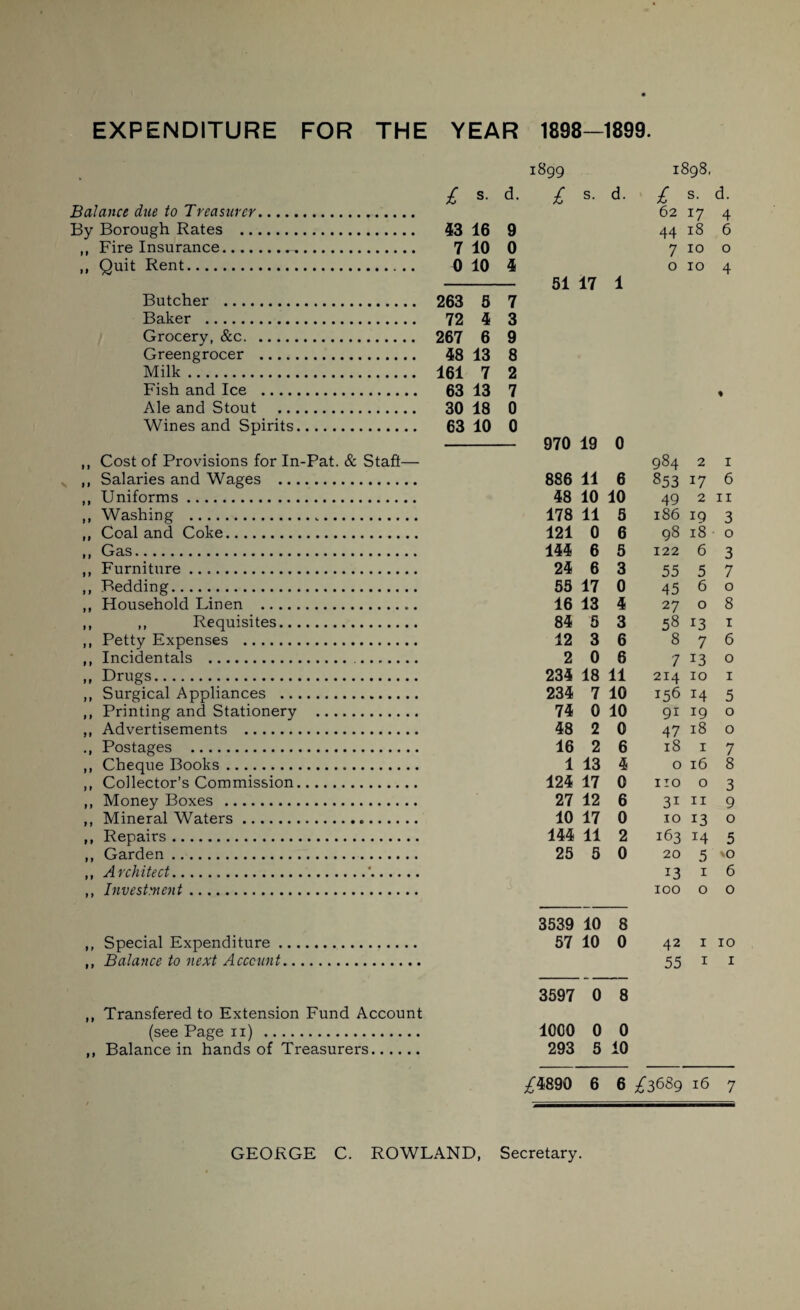 EXPENDITURE FOR THE YEAR 1898—1899.
1899 1898,
£ s. d. £ s. d. £ s. d.
Balance due to Treasurer........................ 62 17 4
By Borough Rates ........................ 43 16 9 44 18 6
,, Fire Insurance........................ 7 10 0 7 10 0
,, Quit Rent........................ 0 10 4 0 10 4
51 17 1
Butcher ........................ 263 5 7
Baker ........................ 72 4 3
Grocery, &c. ........................ 267 6 9
Greengrocer ........................ 48 13 8
Milk ........................ 161 7 2
Fish and Ice ........................ 63 13 7
Ale and Stout ........................ 30 18 0
Wines and Spirits........................ 63 10 0
970 19 0
,, Cost of Provisions for In-Pat. & Staff— 984 2 1
,, Salaries and Wages ........................ 886 11 6 853 17 6
,, Uniforms ........................ 48 10 10 49 2 11
,, Washing ........................ 178 11 5 186 19 3
,, Coal and Coke........................ 121 0 6 98 18 0
,, Gas........................ 144 6 5 122 6 3
,, Furniture ........................ 24 6 3 55 5 7
,, Bedding........................ 55 17 0 45 6 0
,, Household Linen ........................ 16 13 4 27 0 8
,, ,, Requisites........................ 84 5 3 58 13 1
,, Petty Expenses ........................ 12 3 6 8 7 6
,, Incidentals ........................ 2 0 6 7 13 0
,, Drugs........................ 234 18 11 214 10 1
,, Surgical Appliances ........................ 234 7 10 156 14 5
,, Printing and Stationery ........................ 74 0 10 91 19 0
,, Advertisements ........................ 48 2 0 47 18 0
., Postages ........................ 16 2 6 18 1 7
,, Cheque Books ........................ 1 13 4 0 16 8
,, Collector's Commission........................ 124 17 0 110 0 3
,, Money Boxes ........................ 27 12 6 31 11 9
,, Mineral Waters ........................ 10 17 0 10 13 0
,, Repairs ........................ 144 11 2 163 14 5
,, Garden ........................ 25 5 0 20 5 0
,, Architect........................ 13 1 6
,, Investment ........................ 100 0 0
3539 10 8
,, Special Expenditure ........................ 57 10 0 42 1 10
,, Balance to next Account........................ 55 1 1
3597 0 8
,, Transfered to Extension Fund Account
(see Page 11) ........................ 1000 0 0
,, Balance in hands of Treasurers...... 293 5 10
£4890 6 6 £3689 16 7
GEORGE C. ROWLAND, Secretary.